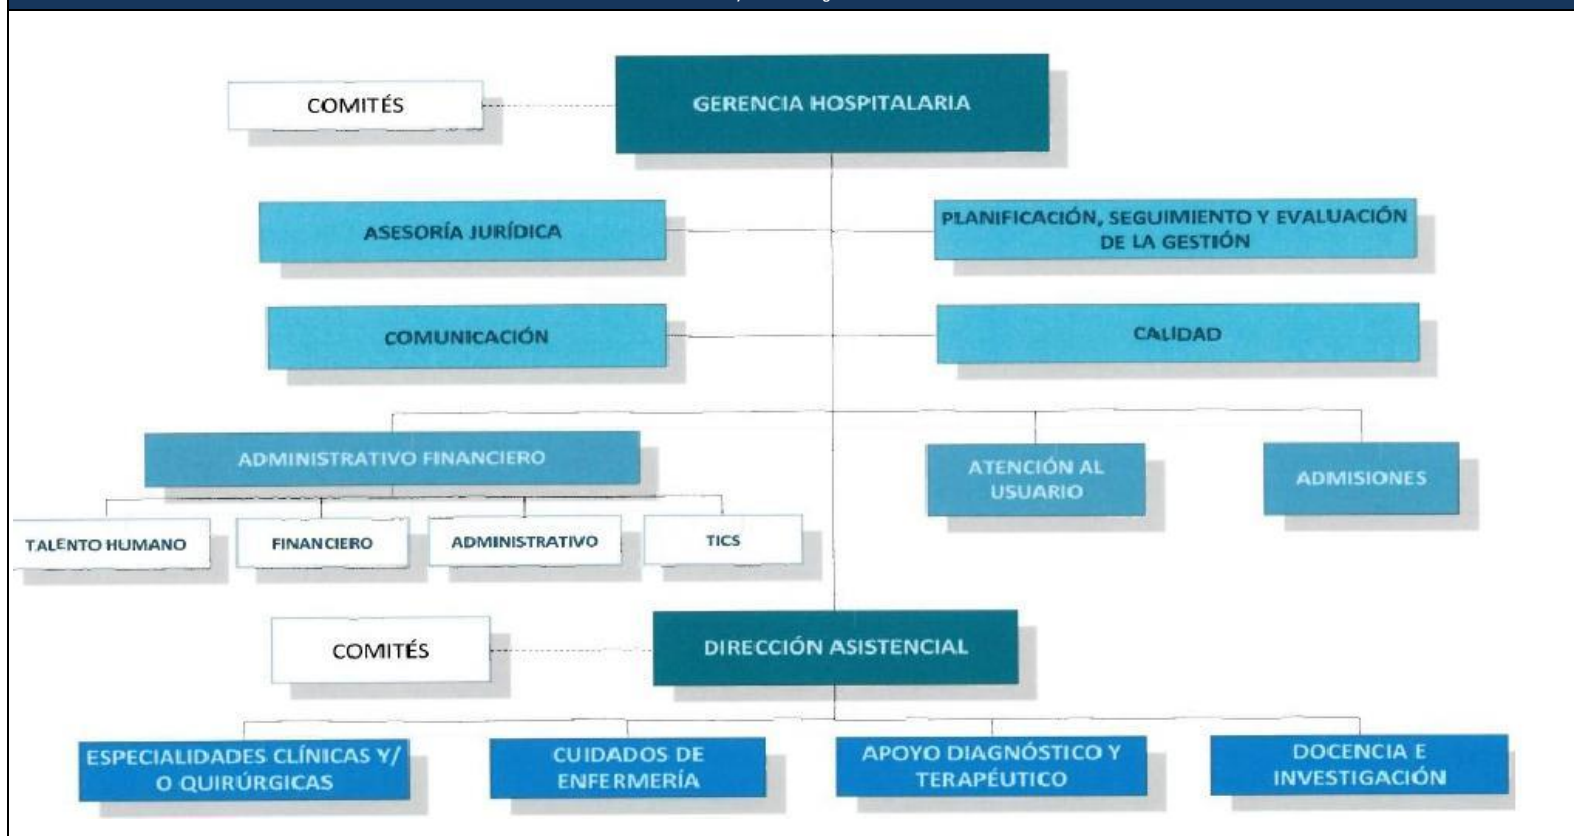 COMITÉS
GERENCIA HOSPITALARIA
ASESORÍA JURÍDICA
PLANIFICACIÓN, SEGUIMIENTO Y EVALUACIÓN
DE LA GESTIÓN
COMUNICACIÓN
CALIDAD
ADMINISTRATIVO FINANCIERO
ATENCIÓN AL
USUARIO
ADMISIONES
TALENTO HUMANO
FINANCIERO
ADMINISTRATIVO
TICS
COMITÉS
DIRECCIÓN ASISTENCIAL
ESPECIALIDADES CLÍNICAS Y/
O QUIRÚRGICAS
CUIDADOS DE
ENFERMERÍA
APOYO DIAGNÓSTICO Y
TERAPÉUTICO
DOCENCIA E
INVESTIGACIÓN